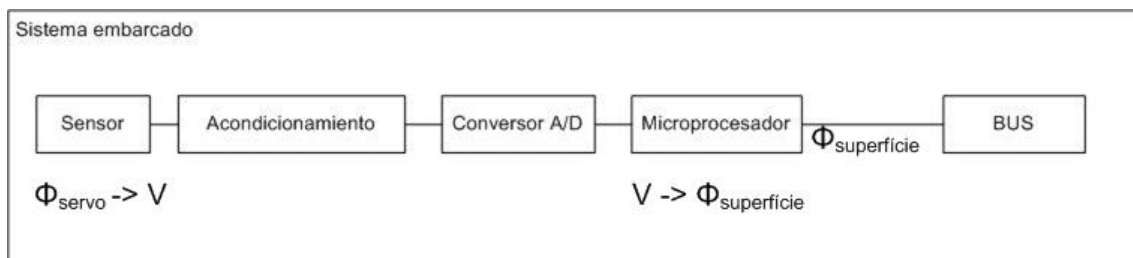 Sistema embarcado
Sensor
Acondicionamiento
Conversor A/D
Microprocesador
BUS
Φsuperfície
Φservo -> V
V -> Φsuperfície